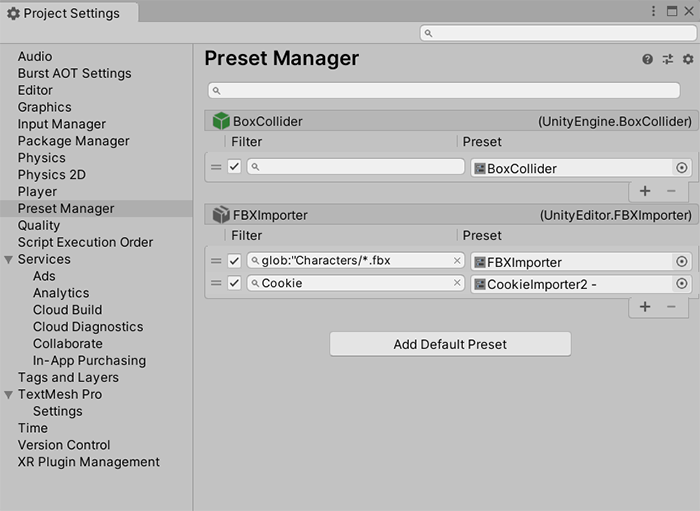 Project Settings
Audio
Burst AOT Settings
Editor
Graphics
Input Manager
Package Manager
Physics
Physics 2D
Player
Preset Manager
Quality
Script Execution Order
Services
Ads
Analytics
Cloud Build
Cloud Diagnostics
Collaborate
In-App Purchasing
Tags and Layers
TextMesh Pro
Settings
Time
Version Control
XR Plugin Management
Preset Manager
BoxCollider (UnityEngine.BoxCollider)
Filter Preset
BoxCollider
FBXImporter (UnityEditor.FBXImporter)
Filter Preset
glob:"Characters/*.fbx FBXImporter
Cookie CookieImporter2 -
Add Default Preset